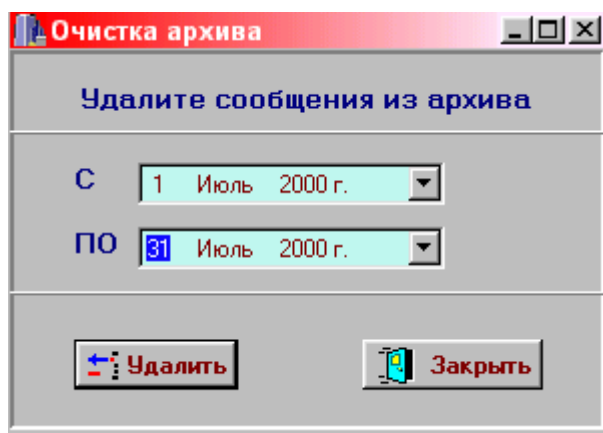 Очистка архива
Удалите сообщения из архива
С 1 Июль 2000 г.
ПО 31 Июль 2000 г.
Удалить Закрыть